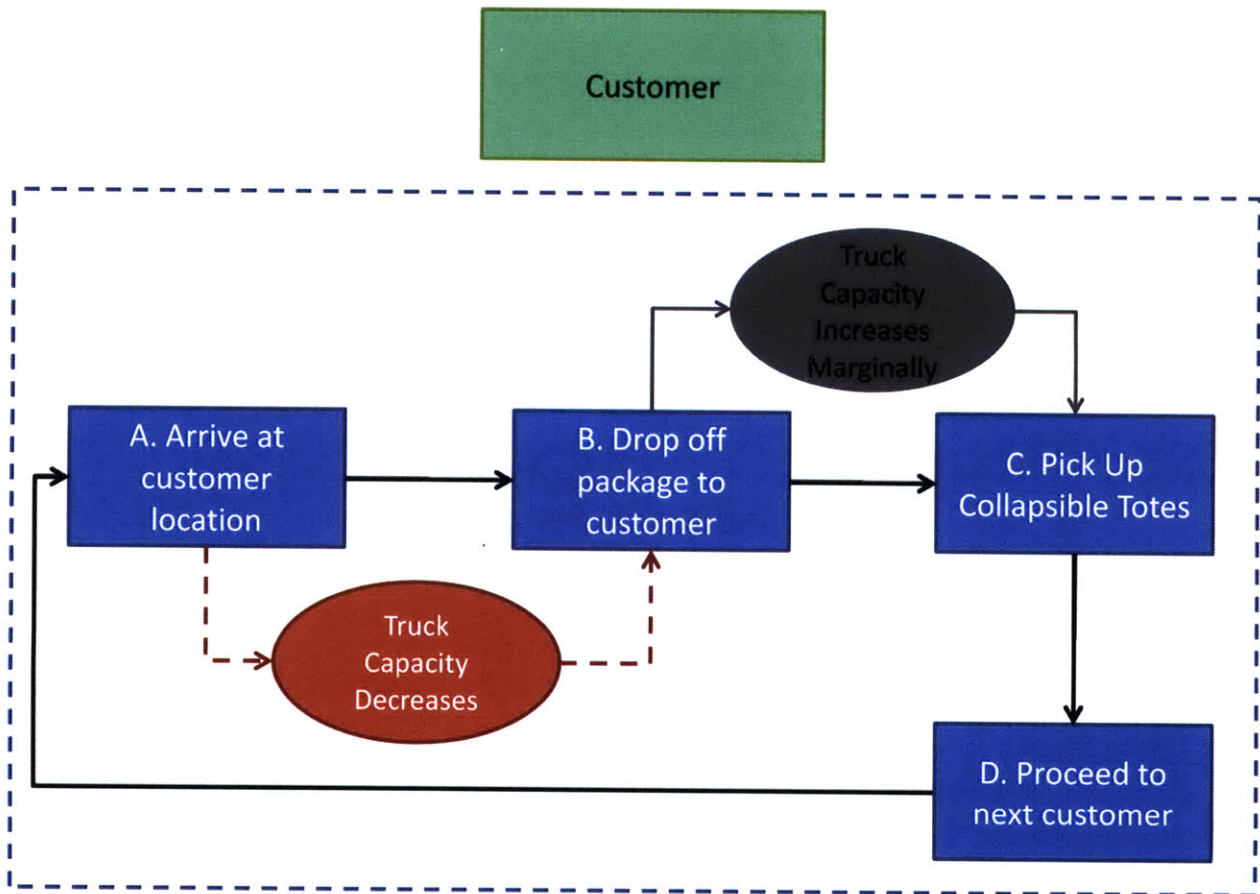 Customer
Truck
Capacity
Increases
Marginally
A. Arrive at
customer
location
B. Drop off
package to
customer
C. Pick Up
Collapsible Totes
Truck
Capacity
Decreases
D. Proceed to
next customer